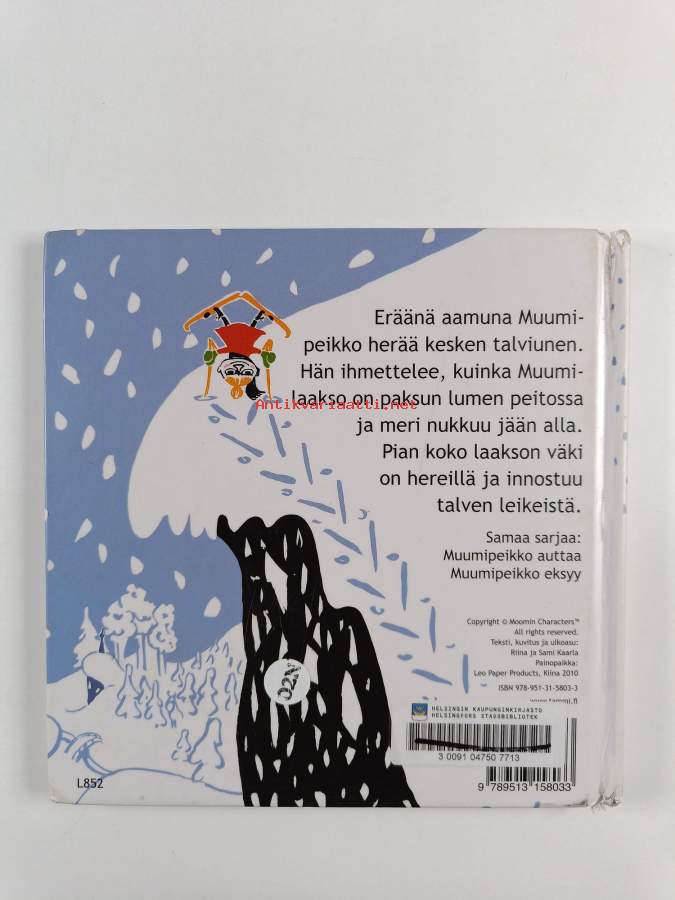 Eräänä aamuna Muumi-
peikko herää kesken talviunen.
Hän ihmettelee, kuinka Muumi-
laakso on paksun lumen peitossa
Antikvariaatti.net
ja meri nukkuu jään alla.
Pian koko laakson väki
on hereillä ja innostuu
talven leikeistä.
Samaa sarjaa:
Muumipeikko auttaa
Muumipeikko eksyy
Copyright © Moomin Characters™
All rights reserved.
Teksti, kuvitus ja ulkoasu:
Riina ja Sami Kaarla
Painopaikka:
Leo Paper Products, Kiina 2010
ISBN 978-951-31-5803-3
www.tammi.fi
HELSINGIN KAUPUNGINKIRJASTO
HELSINGFORS STADSBIBLIOTEK
3 0091 04750 7713
9 789513 158033
L852